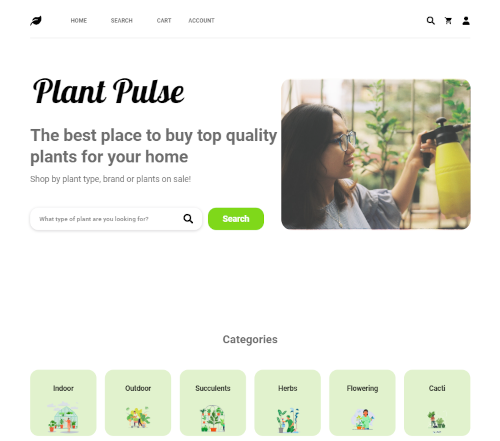 HOME SEARCH CART ACCOUNT
Plant Pulse
The best place to buy top quality
plants for your home
Shop by plant type, brand or plants on sale!
What type of plant are you looking for? Search
Categories
Indoor Outdoor Succulents Herbs Flowering Cacti